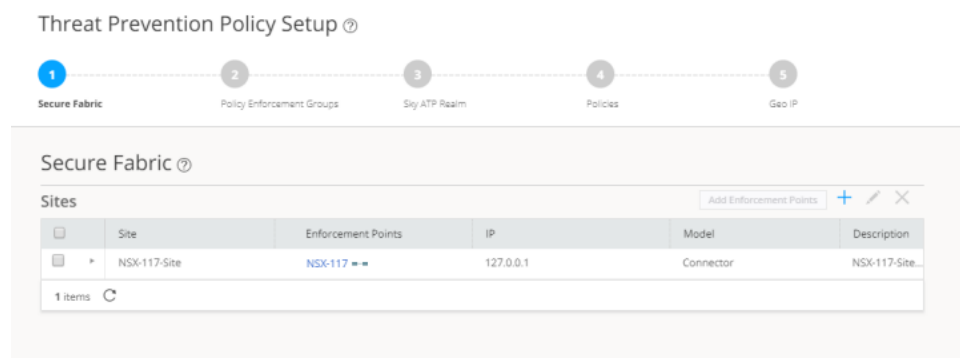 Threat Prevention Policy Setup ?
1 2 3 4 5
Secure Fabric Policy Enforcement Groups Sky ATP Realm Policies Geo IP
Secure Fabric ?
Sites Add Enforcement Points
Site Enforcement Points IP Model Description
NSX-117-Site NSX-117 127.0.0.1 Connector NSX-117-Site...
1 items